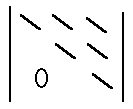 | \ \ \ |
| \ \ |
| 0 \ |